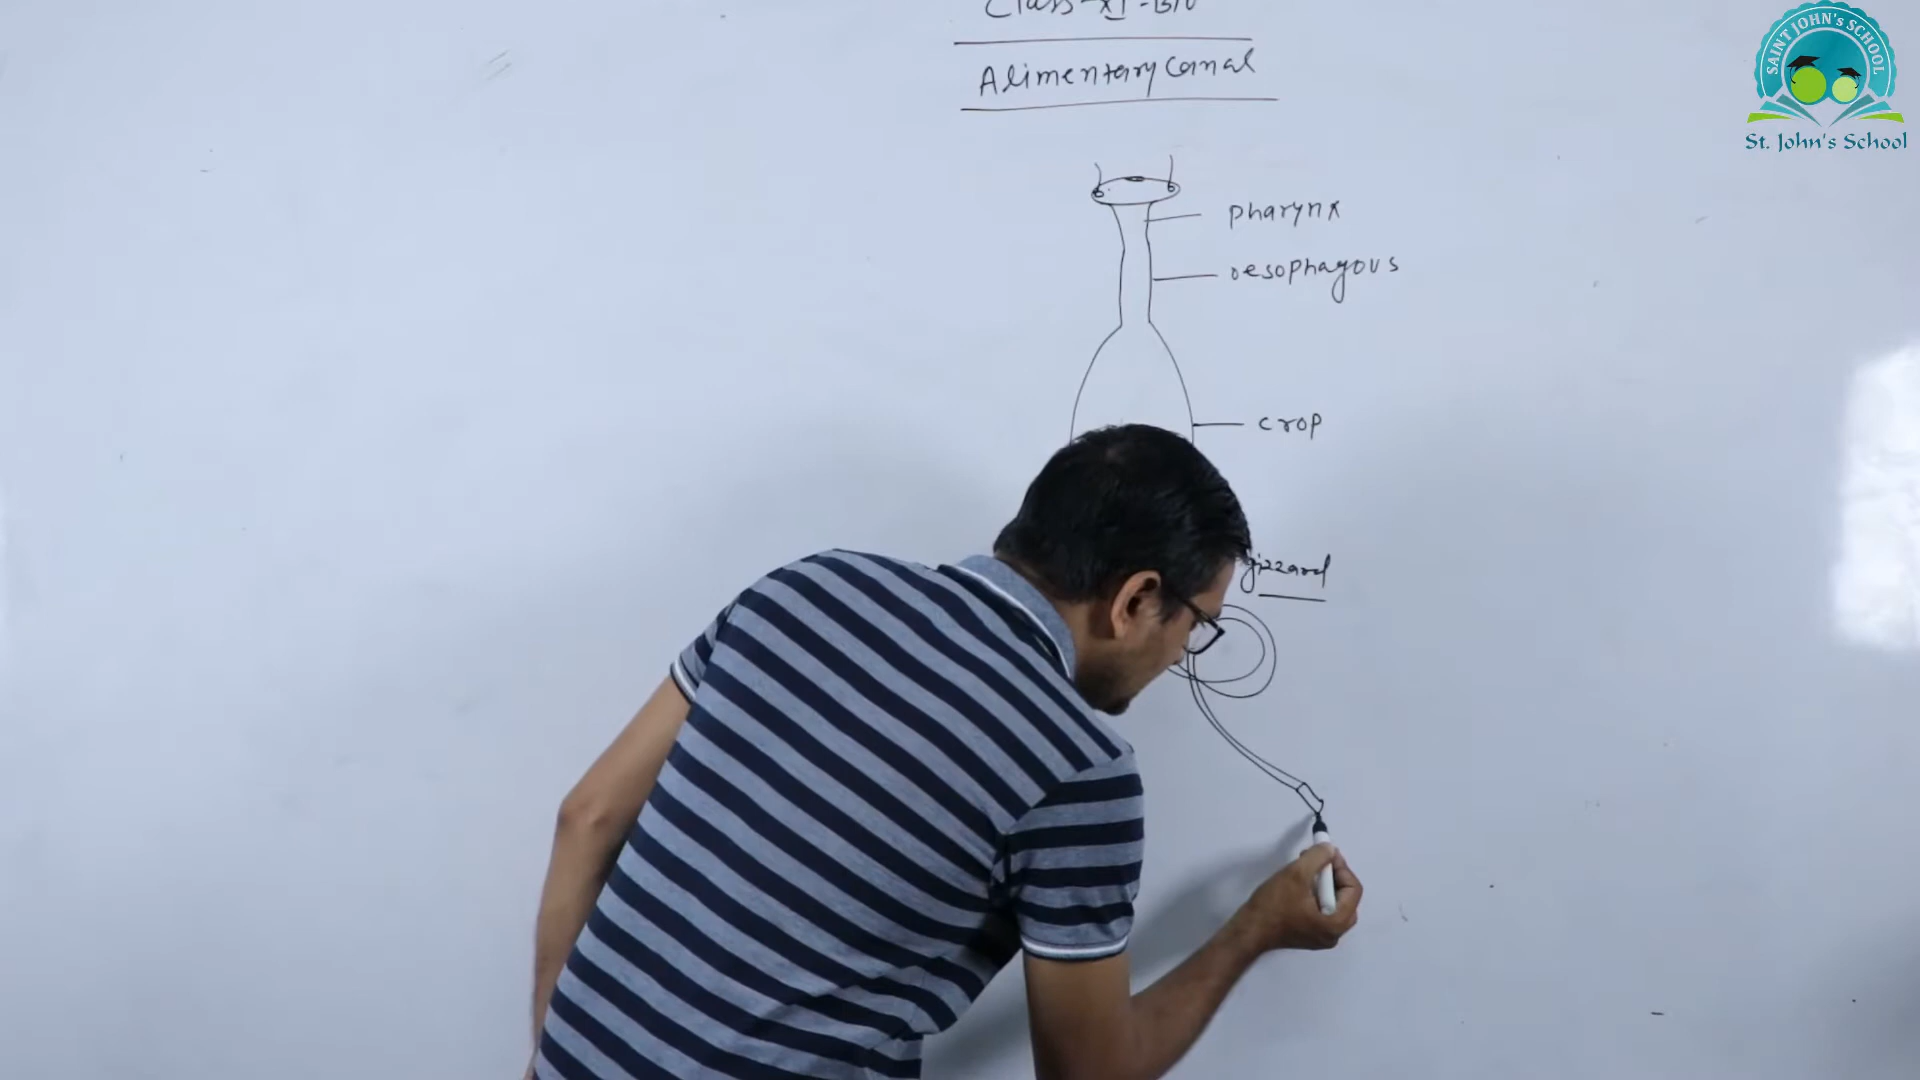 Class-XI-BIO
Alimentary canal
pharynx
oesophagous
crop
gizzard
SAINT JOHN's SCHOOL
St. John's School